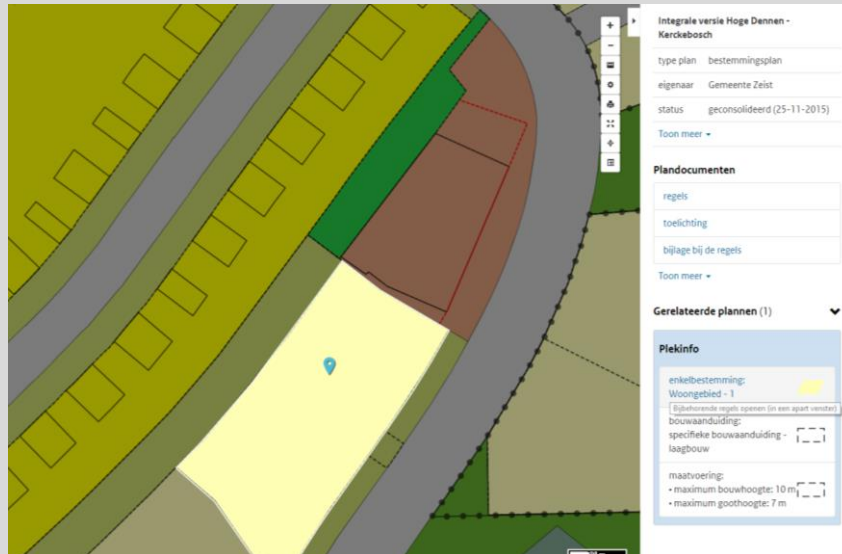 Integrale versie Hoge Dennen -
Kerckebosch
type plan bestemmingsplan
eigenaar Gemeente Zeist
status geconsolideerd (25-11-2015)
Toon meer
Plandocumenten
regels
toelichting
bijlage bij de regels
Toon meer
Gerelateerde plannen (1)
Plekinfo
enkelbestemming:
Woongebied - 1
Bijbehorende regels openen (in een apart venster)
bouwaanduiding:
specifieke bouwaanduiding -
laagbouw
maatvoering:
• maximum bouwhoogte: 10 m
• maximum goothoogte: 7 m